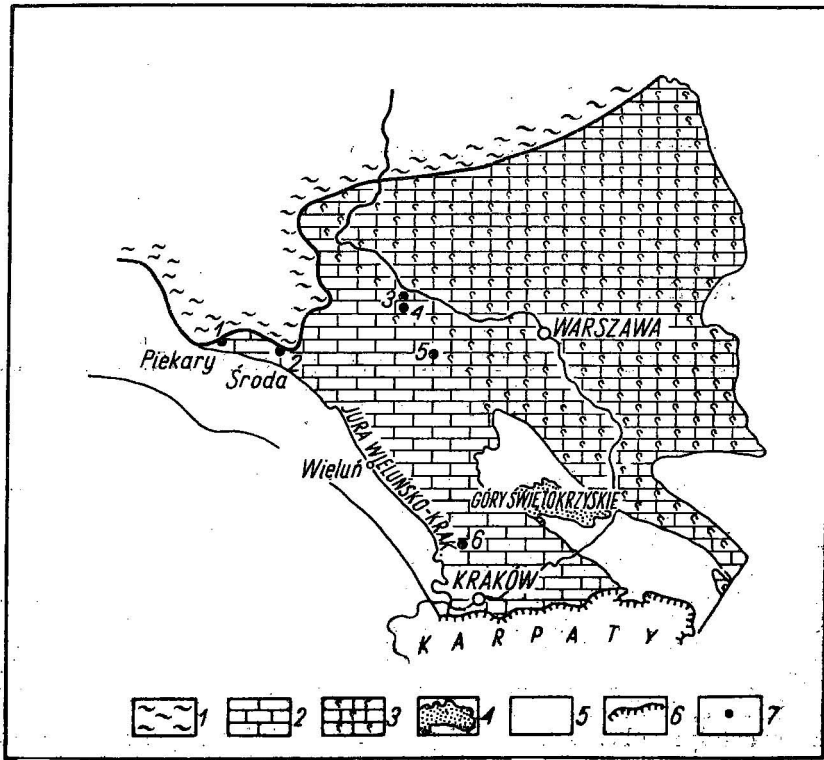 3
4
WARSZAWA
1
5
2
Piekary
Środa
JURA WIELUŃSKO-KRAK.
Wieluń
GÓRY ŚWIĘTOKRZYSKIE
6
KRAKÓW
KARPATY
1 2 3 4 5 6 7